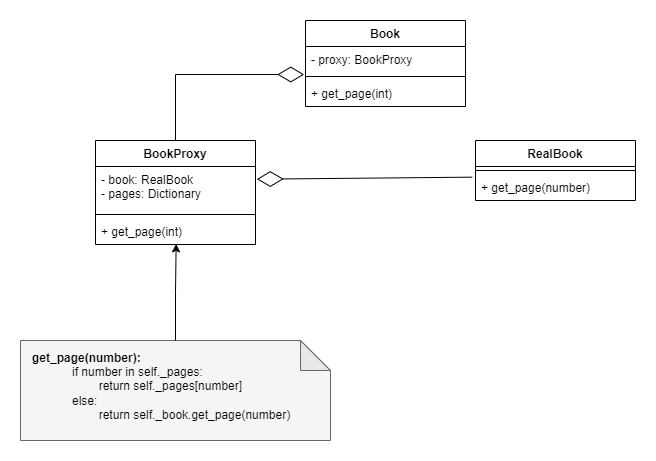 Book
- proxy: BookProxy
+ get_page(int)
BookProxy
- book: RealBook
- pages: Dictionary
+ get_page(int)
RealBook
+ get_page(number)
get_page(number):
if number in self._pages:
return self._pages[number]
else:
return self._book.get_page(number)